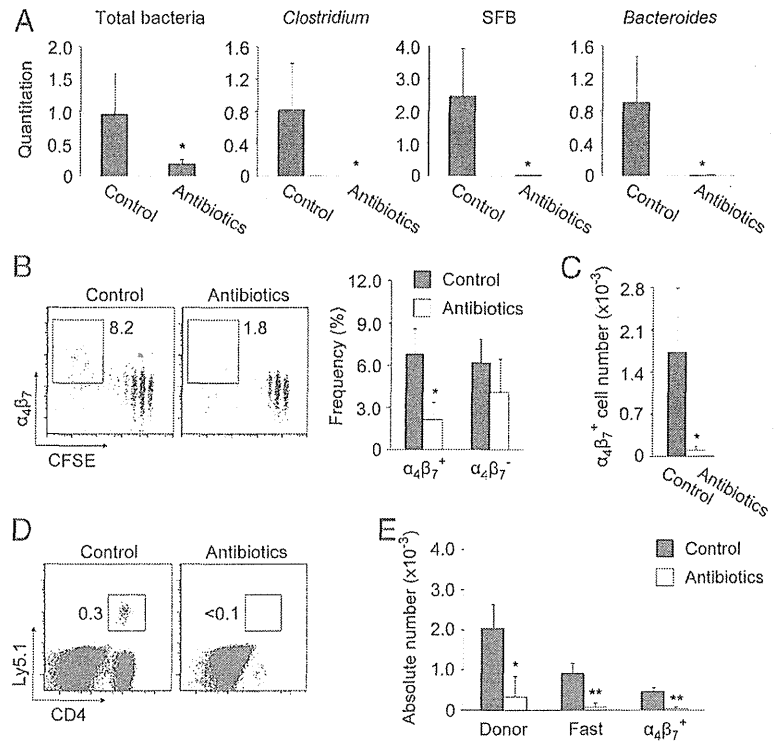 A
Total bacteria
Clostridium
SFB
Bacteroides
Quantitation
2.0
1.5
1.0
0.5
0
1.6
1.2
0.8
0.4
0
4.0
3.0
2.0
1.0
0
1.6
1.2
0.8
0.4
0
* * * *
Control Antibiotics
Control Antibiotics
Control Antibiotics
Control Antibiotics
B
Control
Antibiotics
8.2
1.8
α4β7
CFSE
Frequency (%)
12.0
9.0
6.0
3.0
0
Control
Antibiotics
*
α4β7+
α4β7-
C
α4β7+ cell number (x10-3)
2.8
2.1
1.4
0.7
0
*
Control Antibiotics
D
Control
Antibiotics
0.3
<0.1
Ly5.1
CD4
E
Absolute number (x10-3)
4.0
3.0
2.0
1.0
0
Control
Antibiotics
*
**
**
Donor
Fast
α4β7+